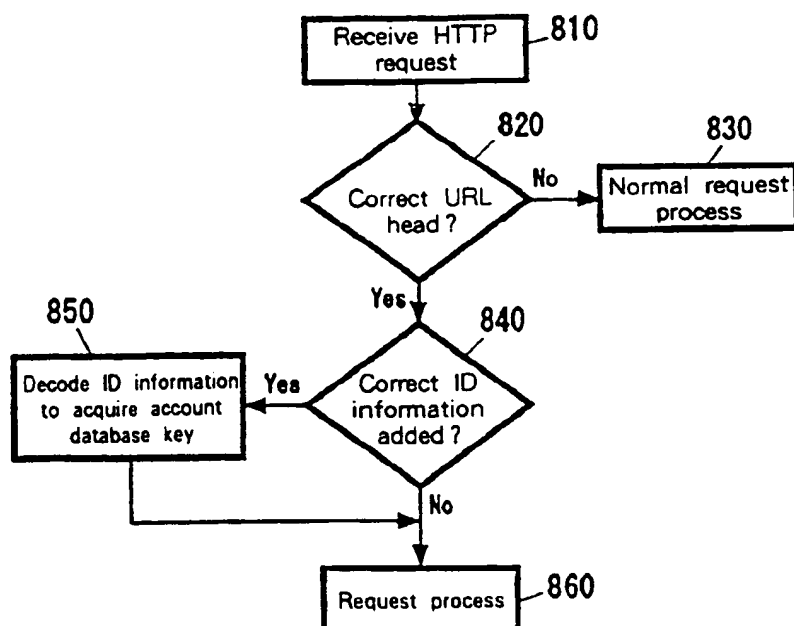 Receive HTTP
request
810
820
Correct URL
head ?
No
830
Normal request
process
Yes
840
Correct ID
information
added ?
Yes
850
Decode ID information
to acquire account
database key
No
Request process
860